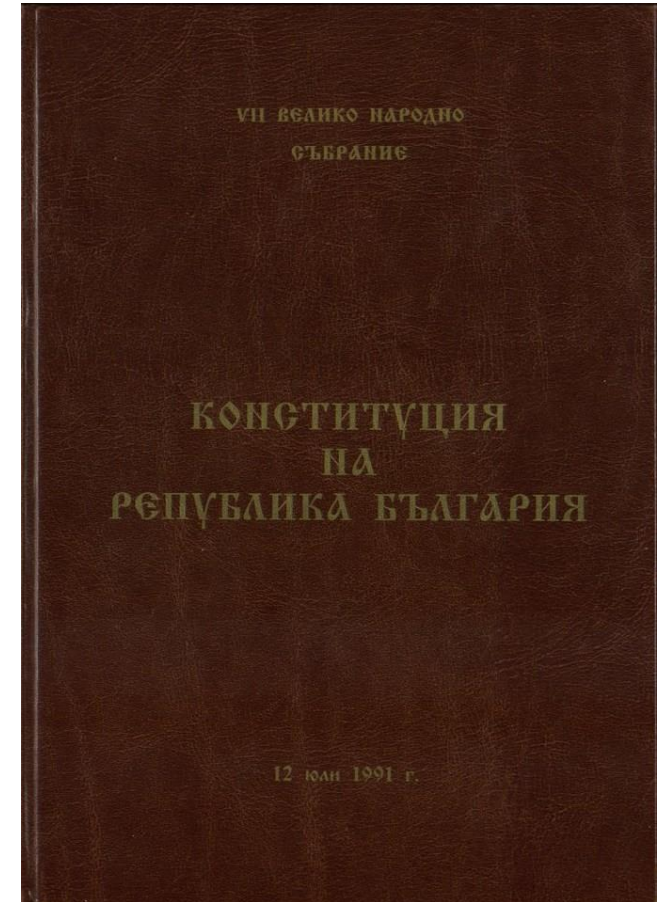 VII ВЕЛИКО НАРОДНО
СЪБРАНИЕ
КОНСТИТУЦИЯ
НА
РЕПУБЛИКА БЪЛГАРИЯ
12 юли 1991 г.